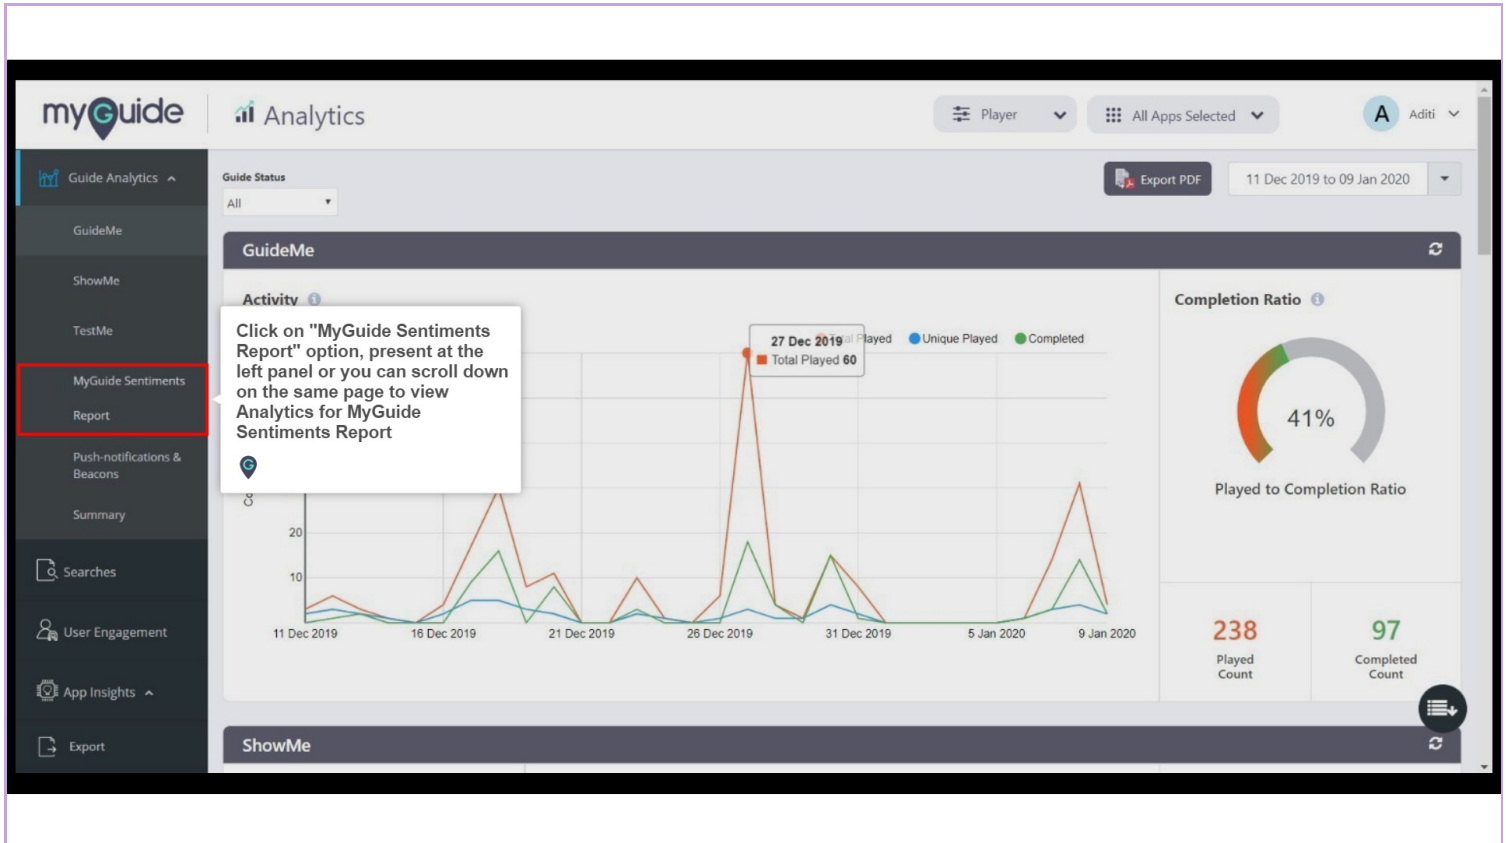 myGuide
Analytics
Player
All Apps Selected
A
Aditi
Guide Analytics
Guide Status
All
Export PDF
11 Dec 2019 to 09 Jan 2020
GuideMe
ShowMe
TestMe
MyGuide Sentiments
Report
Push-notifications &
Beacons
Summary
Searches
User Engagement
App Insights
Export
GuideMe
Activity
Click on "MyGuide Sentiments
Report" option, present at the
left panel or you can scroll down
on the same page to view
Analytics for MyGuide
Sentiments Report
G
27 Dec 2019
Total Played 60
Played
Unique Played
Completed
20
10
11 Dec 2019
16 Dec 2019
21 Dec 2019
26 Dec 2019
31 Dec 2019
5 Jan 2020
9 Jan 2020
Completion Ratio
41%
Played to Completion Ratio
238
Played
Count
97
Completed
Count
ShowMe